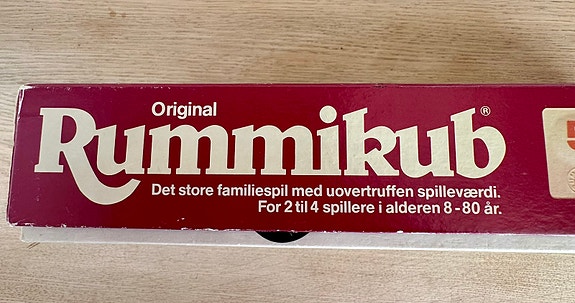 Original
Rummikub®
Det store familiespil med uovertruffen spilleværdi.
For 2 til 4 spillere i alderen 8-80 år.